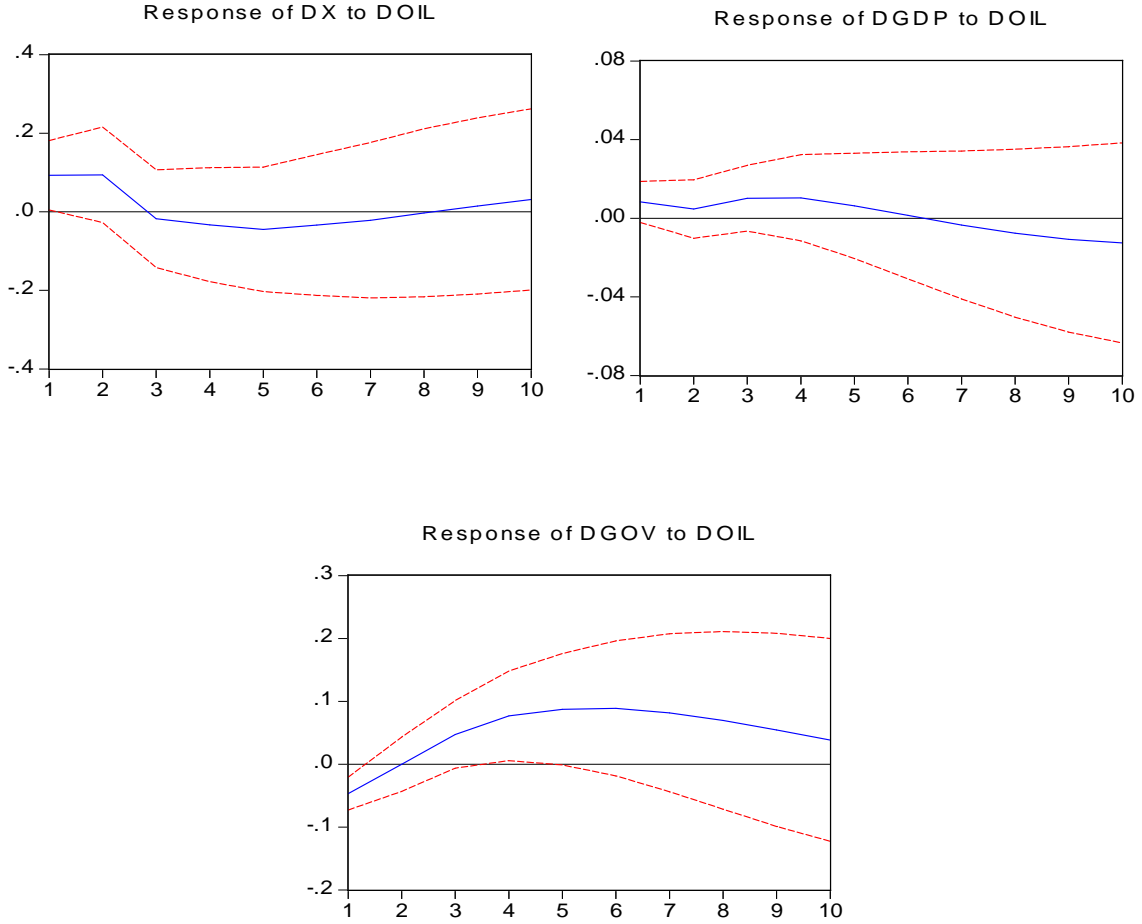 Response of DX to DOIL
.4
.2
.0
-.2
-.4
1 2 3 4 5 6 7 8 9 10
Response of DGDP to DOIL
.08
.04
.00
-.04
-.08
1 2 3 4 5 6 7 8 9 10
Response of DGOV to DOIL
.3
.2
.1
.0
-.1
-.2
1 2 3 4 5 6 7 8 9 10